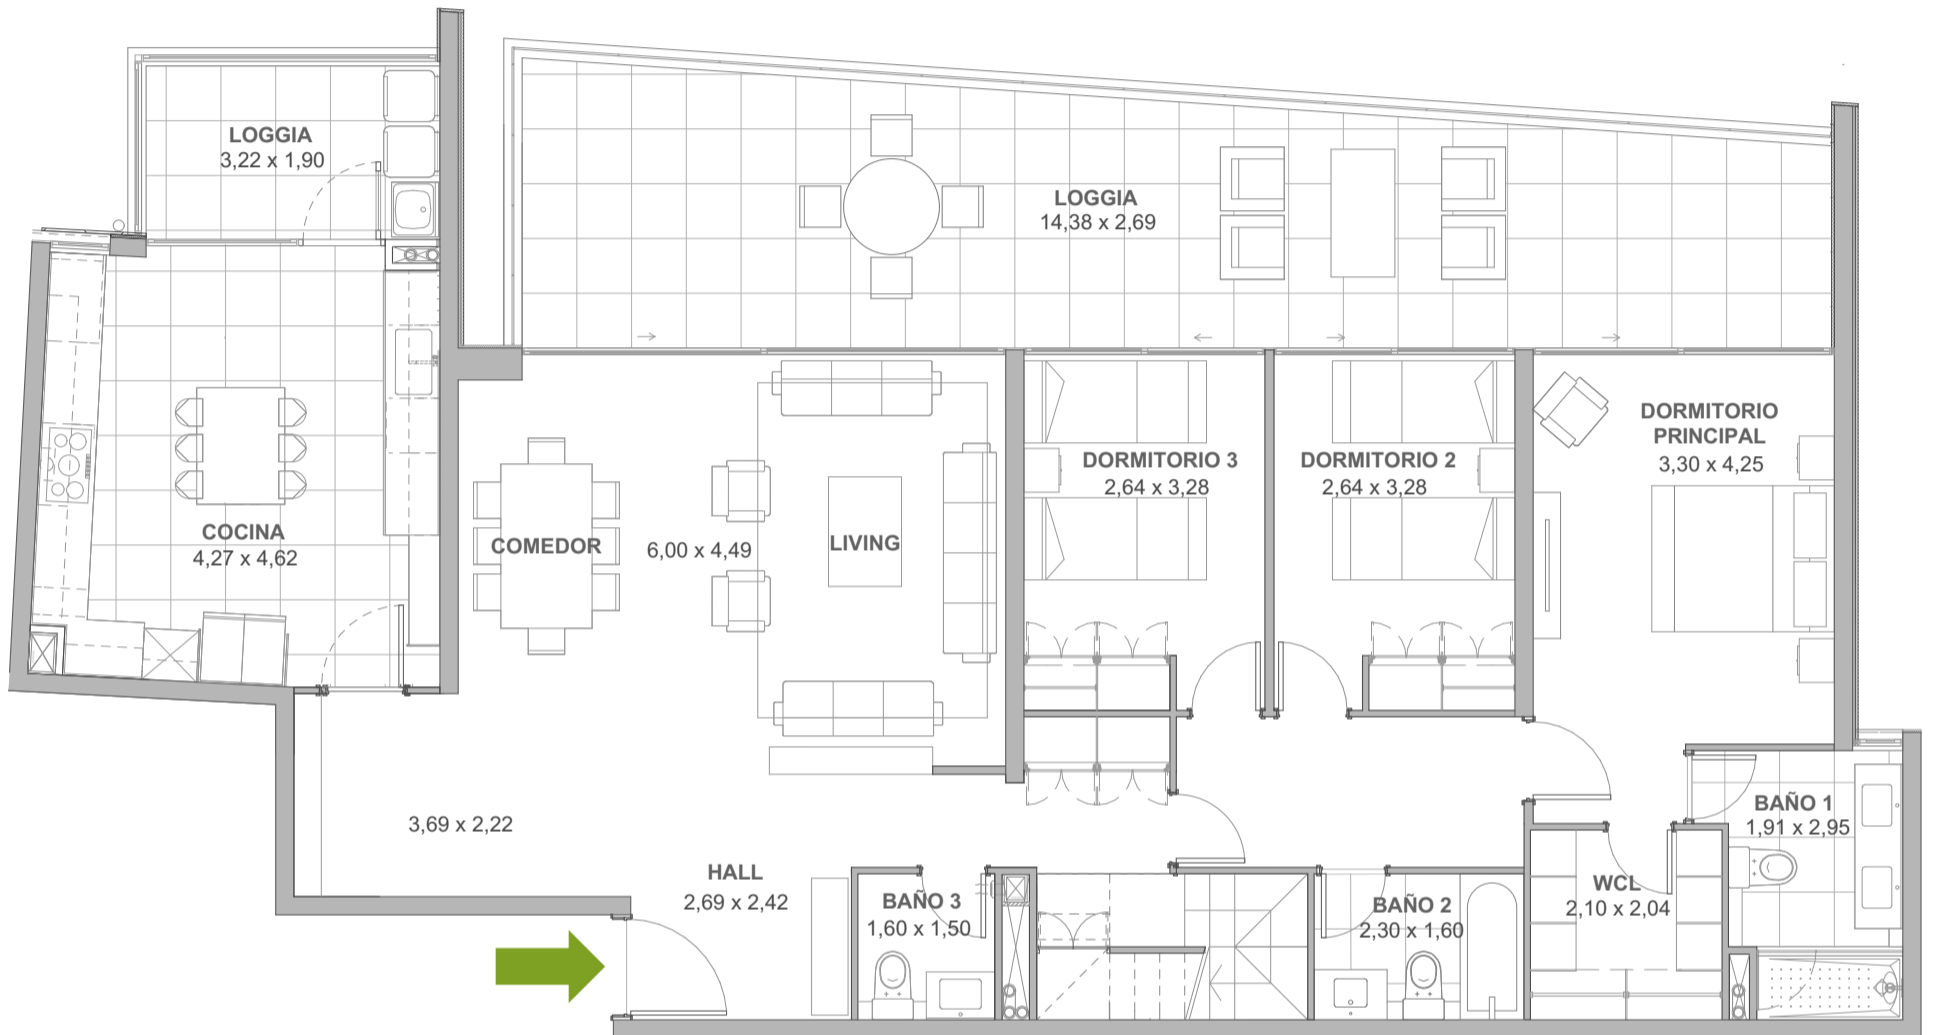 LOGGIA
3,22 x 1,90
LOGGIA
14,38 x 2,69
COCINA
4,27 x 4,62
COMEDOR
6,00 x 4,49
LIVING
DORMITORIO 3
2,64 x 3,28
DORMITORIO 2
2,64 x 3,28
DORMITORIO
PRINCIPAL
3,30 x 4,25
3,69 x 2,22
HALL
2,69 x 2,42
BAÑO 3
1,60 x 1,50
BAÑO 2
2,30 x 1,60
WCL
2,10 x 2,04
BAÑO 1
1,91 x 2,95